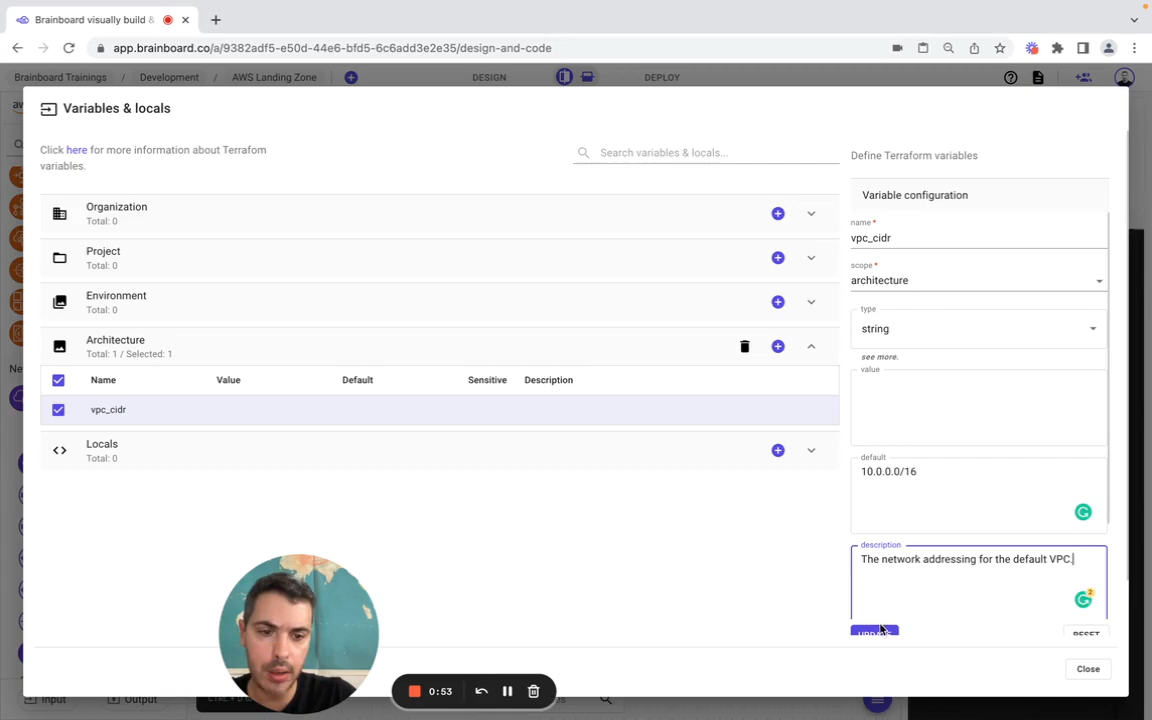 Brainboard visually build &
app.brainboard.co/a/9382adf5-e50d-44e6-bfd5-6c6add3e2e35/design-and-code
Brainboard Trainings / Development / AWS Landing Zone
DESIGN
DEPLOY
Variables & locals
Click here for more information about Terrafom
variables.
Search variables & locals...
Organization
Total: 0
Project
Total: 0
Environment
Total: 0
Architecture
Total: 1 / Selected: 1
Name Value Default Sensitive Description
vpc_cidr
Locals
Total: 0
Define Terraform variables
Variable configuration
name*
vpc_cidr
scope*
architecture
type
string
see more.
value
default
10.0.0.0/16
description
The network addressing for the default VPC.
2
UPDATE
RESET
Close
0:53
Input
Output